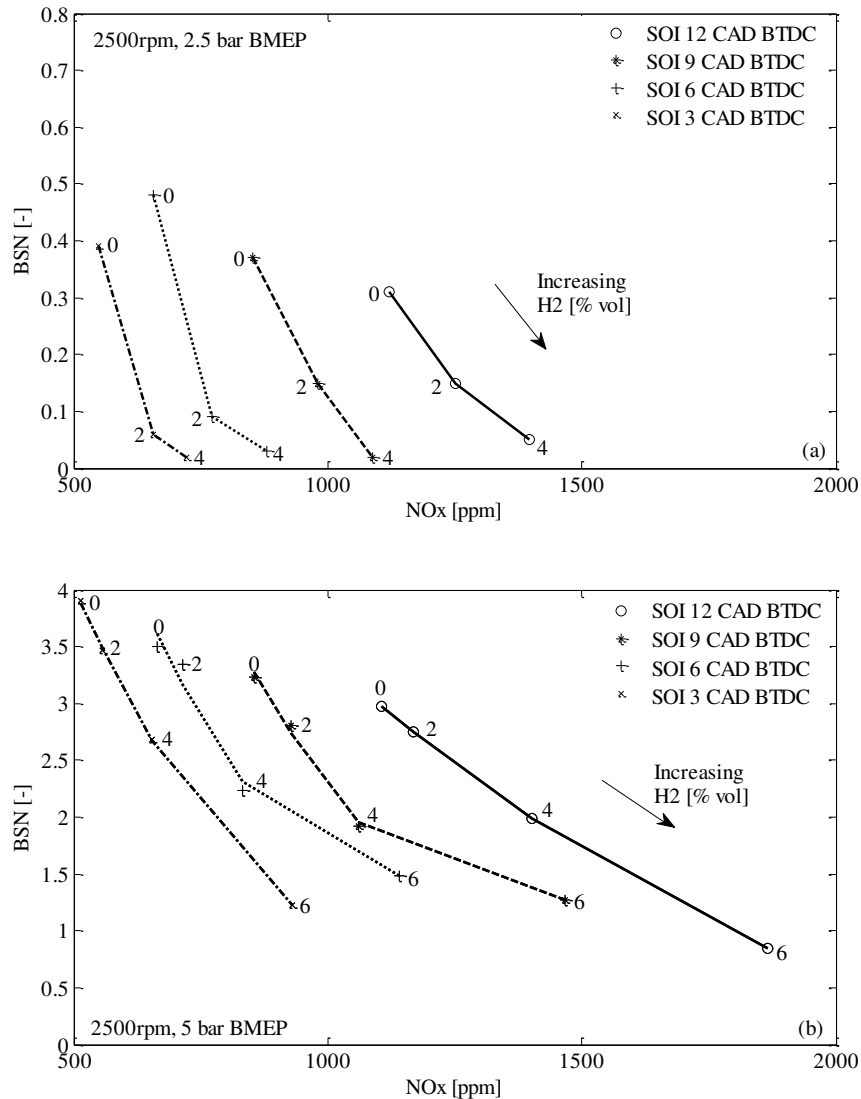 2500rpm, 2.5 bar BMEP
SOI 12 CAD BTDC
SOI 9 CAD BTDC
SOI 6 CAD BTDC
SOI 3 CAD BTDC
0.8
0.7
0.6
0.5
0.4
0.3
0.2
0.1
0
BSN [-]
0
2
4
0
2
4
0
2
4
0
2
4
Increasing
H2 [% vol]
(a)
500
1000
1500
2000
NOx [ppm]
4
3.5
3
2.5
2
1.5
1
0.5
0
BSN [-]
SOI 12 CAD BTDC
SOI 9 CAD BTDC
SOI 6 CAD BTDC
SOI 3 CAD BTDC
0
2
4
6
0
2
4
6
0
2
4
6
0
2
4
6
Increasing
H2 [% vol]
2500rpm, 5 bar BMEP
(b)
500
1000
1500
2000
NOx [ppm]